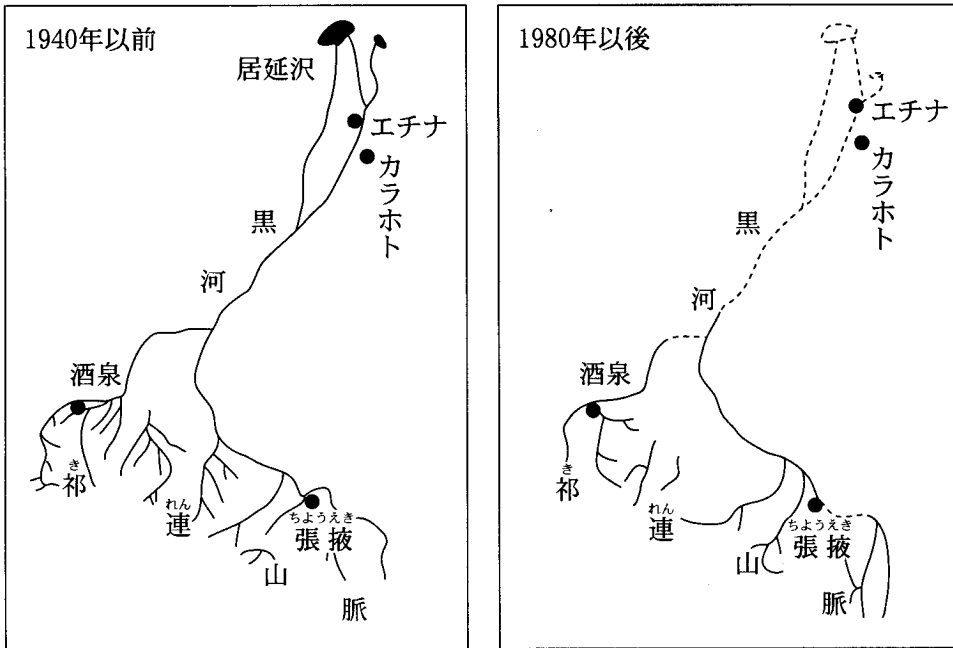 1940年以前
居延沢
エチナ
カラホト
黒
河
酒泉
き
祁
れん
連
ちようえき
張掖
山
脈
1980年以後
エチナ
カラホト
黒
河
酒泉
き
祁
れん
連
ちようえき
張掖
山
脈